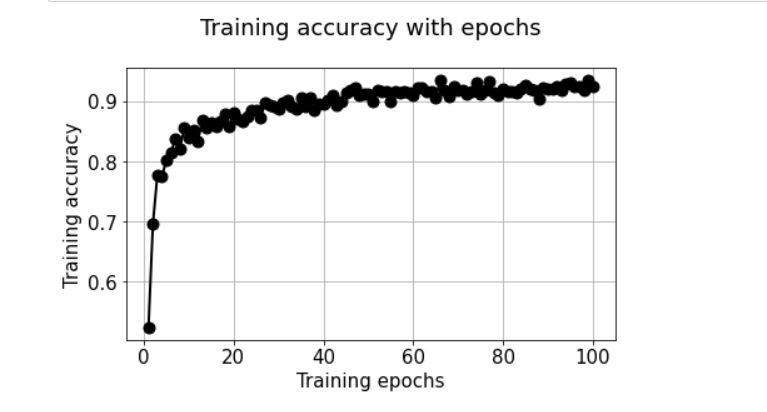 Training accuracy with epochs
Training accuracy
0.9
0.8
0.7
0.6
0 20 40 60 80 100
Training epochs